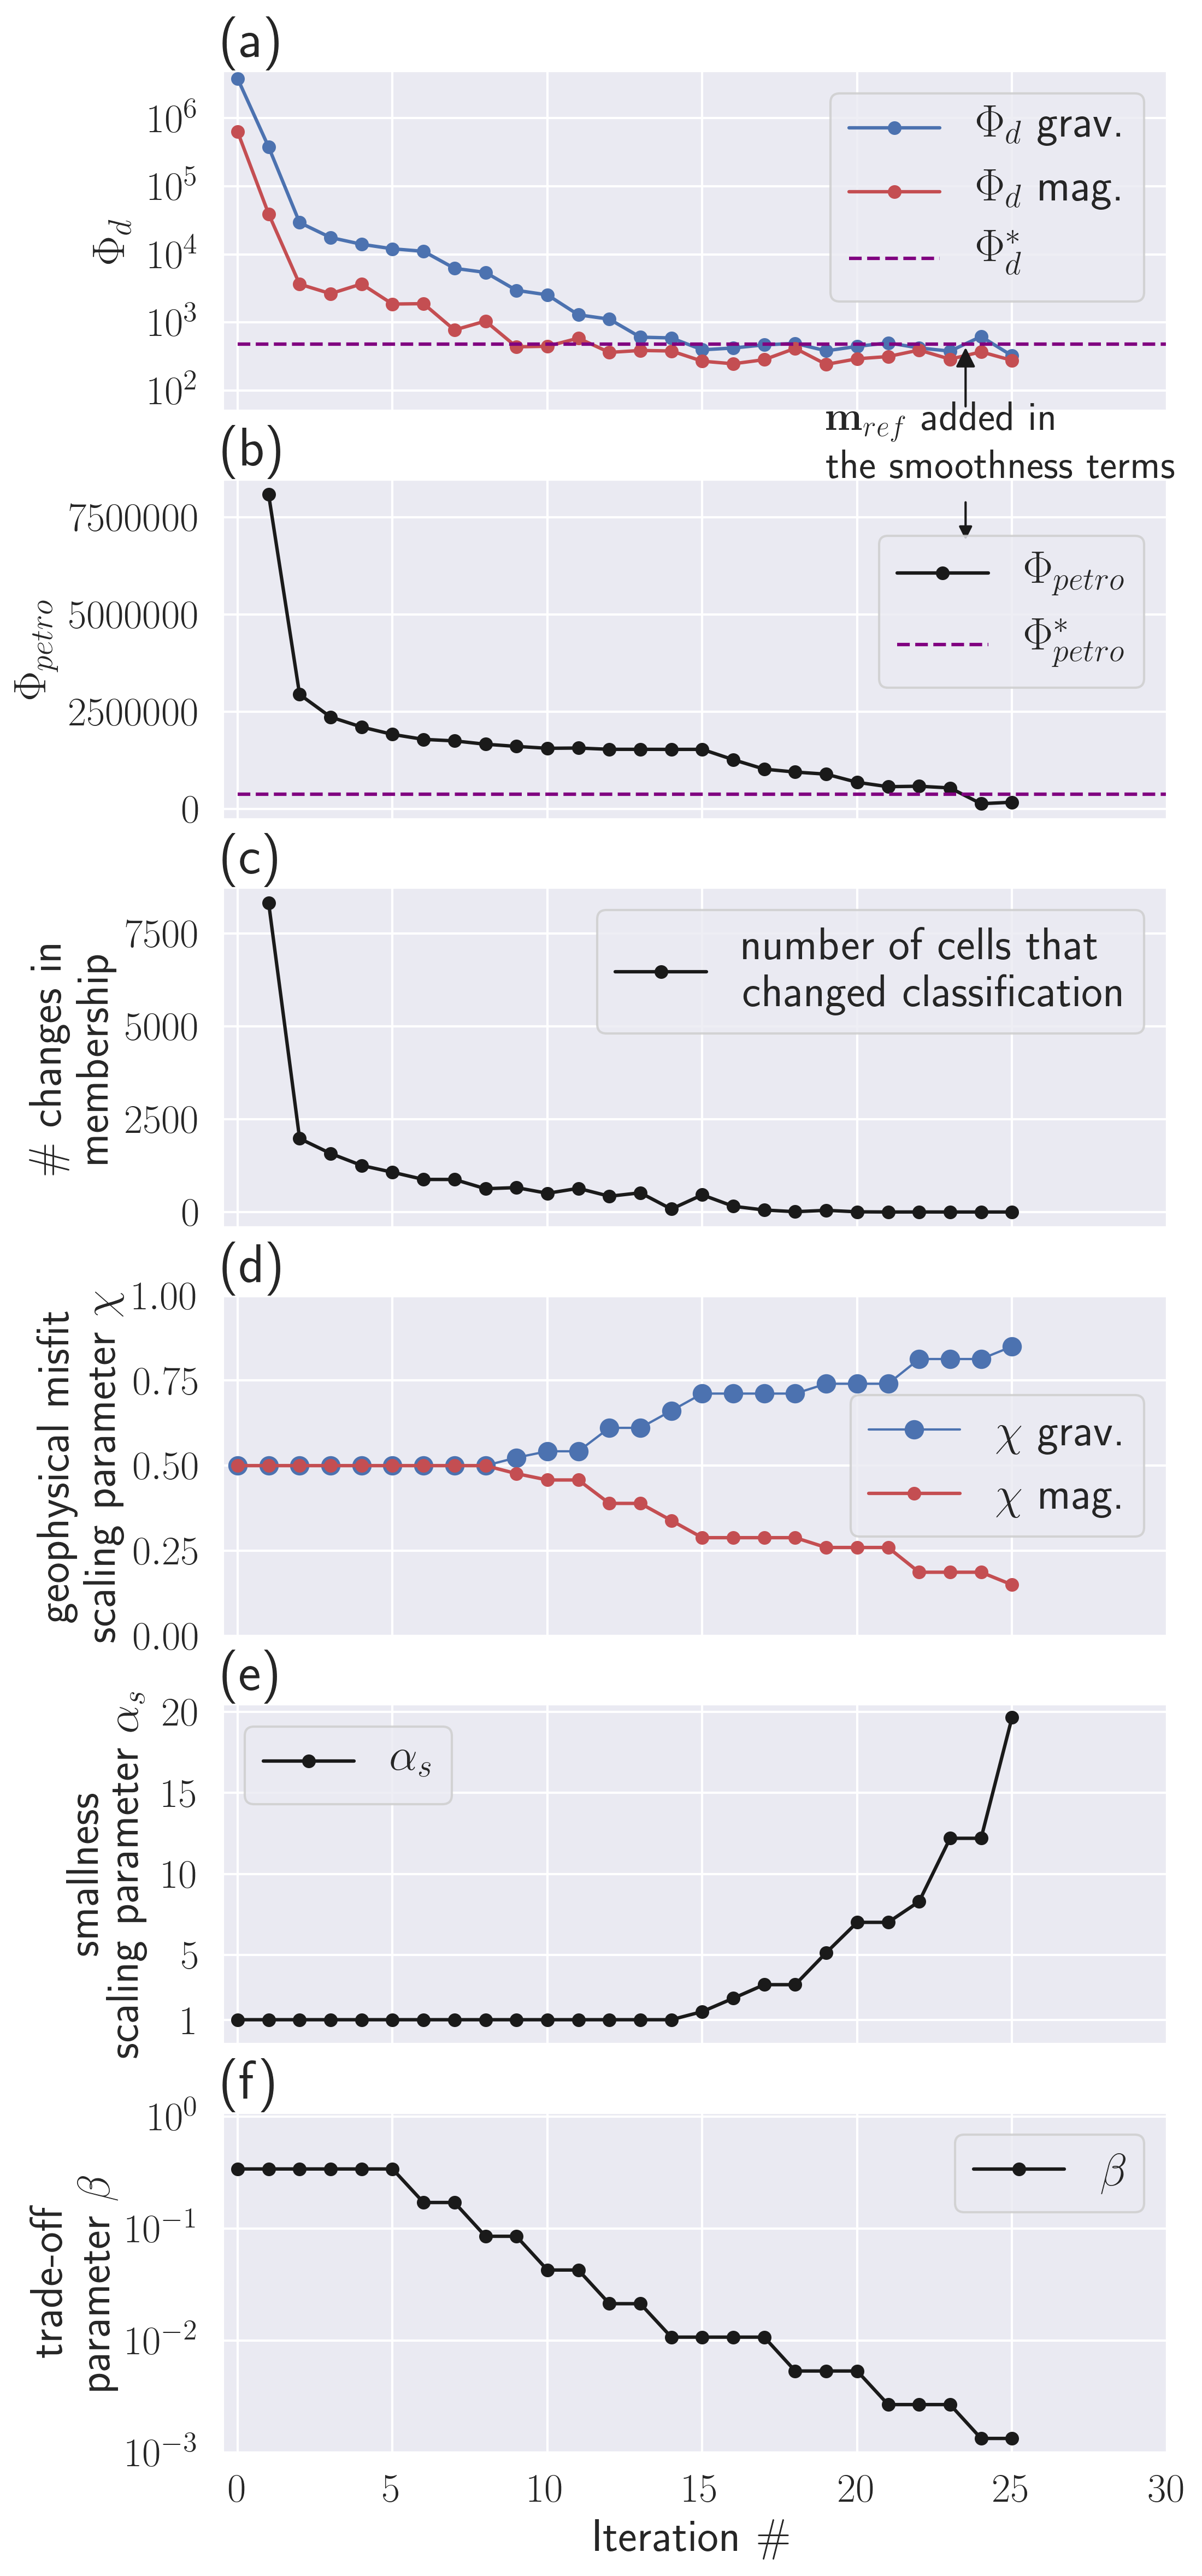 (a)
Φ_d
10^6
10^5
10^4
10^3
10^2
Φ_d grav.
Φ_d mag.
Φ_d^*
m_ref added in
the smoothness terms
(b)
Φ_petro
7500000
5000000
2500000
0
Φ_petro
Φ_petro^*
(c)
# changes in
membership
7500
5000
2500
0
number of cells that
changed classification
(d)
geophysical misfit
scaling parameter χ
1.00
0.75
0.50
0.25
0.00
χ grav.
χ mag.
(e)
smallness
scaling parameter α_s
20
15
10
5
1
α_s
(f)
trade-off
parameter β
10^0
10^{-1}
10^{-2}
10^{-3}
β
0 5 10 15 20 25 30
Iteration #